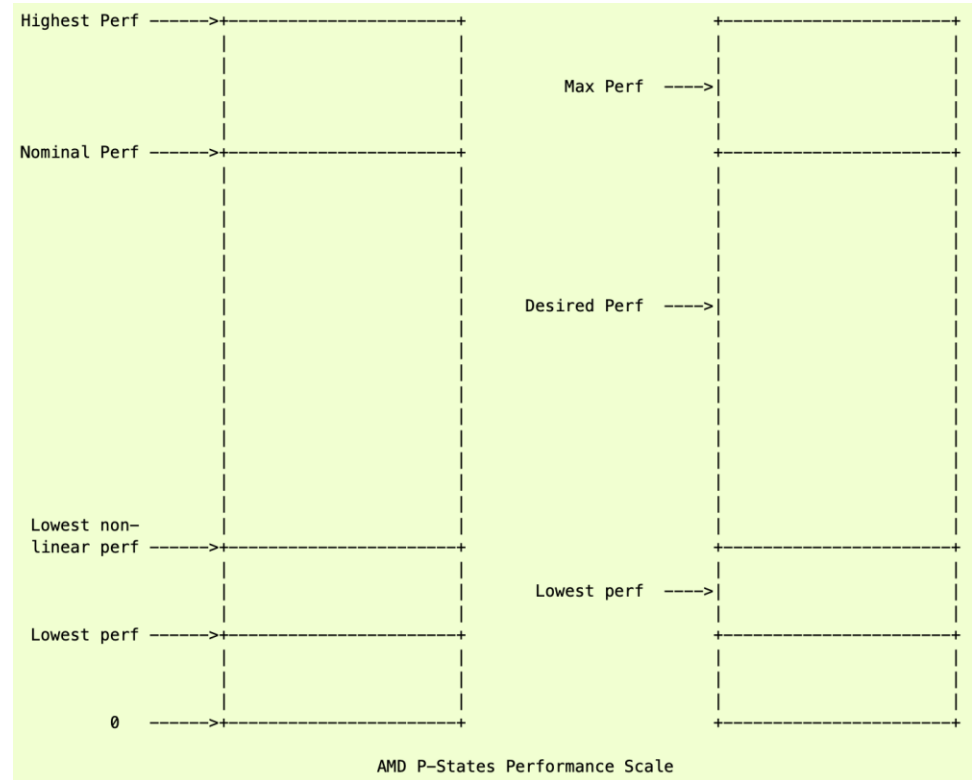 Highest Perf ------>+-----------------------+ +-----------------------+
Max Perf ---->|
Nominal Perf ------>+-----------------------+ +-----------------------+
Desired Perf ---->|
Lowest non-
linear perf ------>+-----------------------+ +-----------------------+
Lowest perf ---->|
Lowest perf ------>+-----------------------+ +-----------------------+
0 ------>+-----------------------+ +-----------------------+
AMD P-States Performance Scale